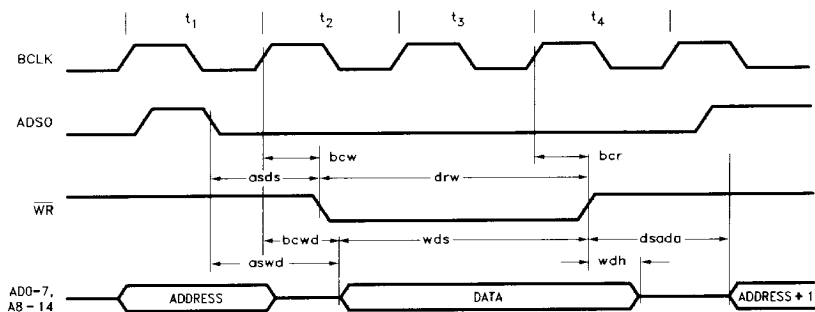 t1 t2 t3 t4
BCLK
ADS0
bcw bcr
asds drw
WR
bcwd wds dsada
aswd wdh
AD0-7,
A8-14
ADDRESS DATA ADDRESS + 1